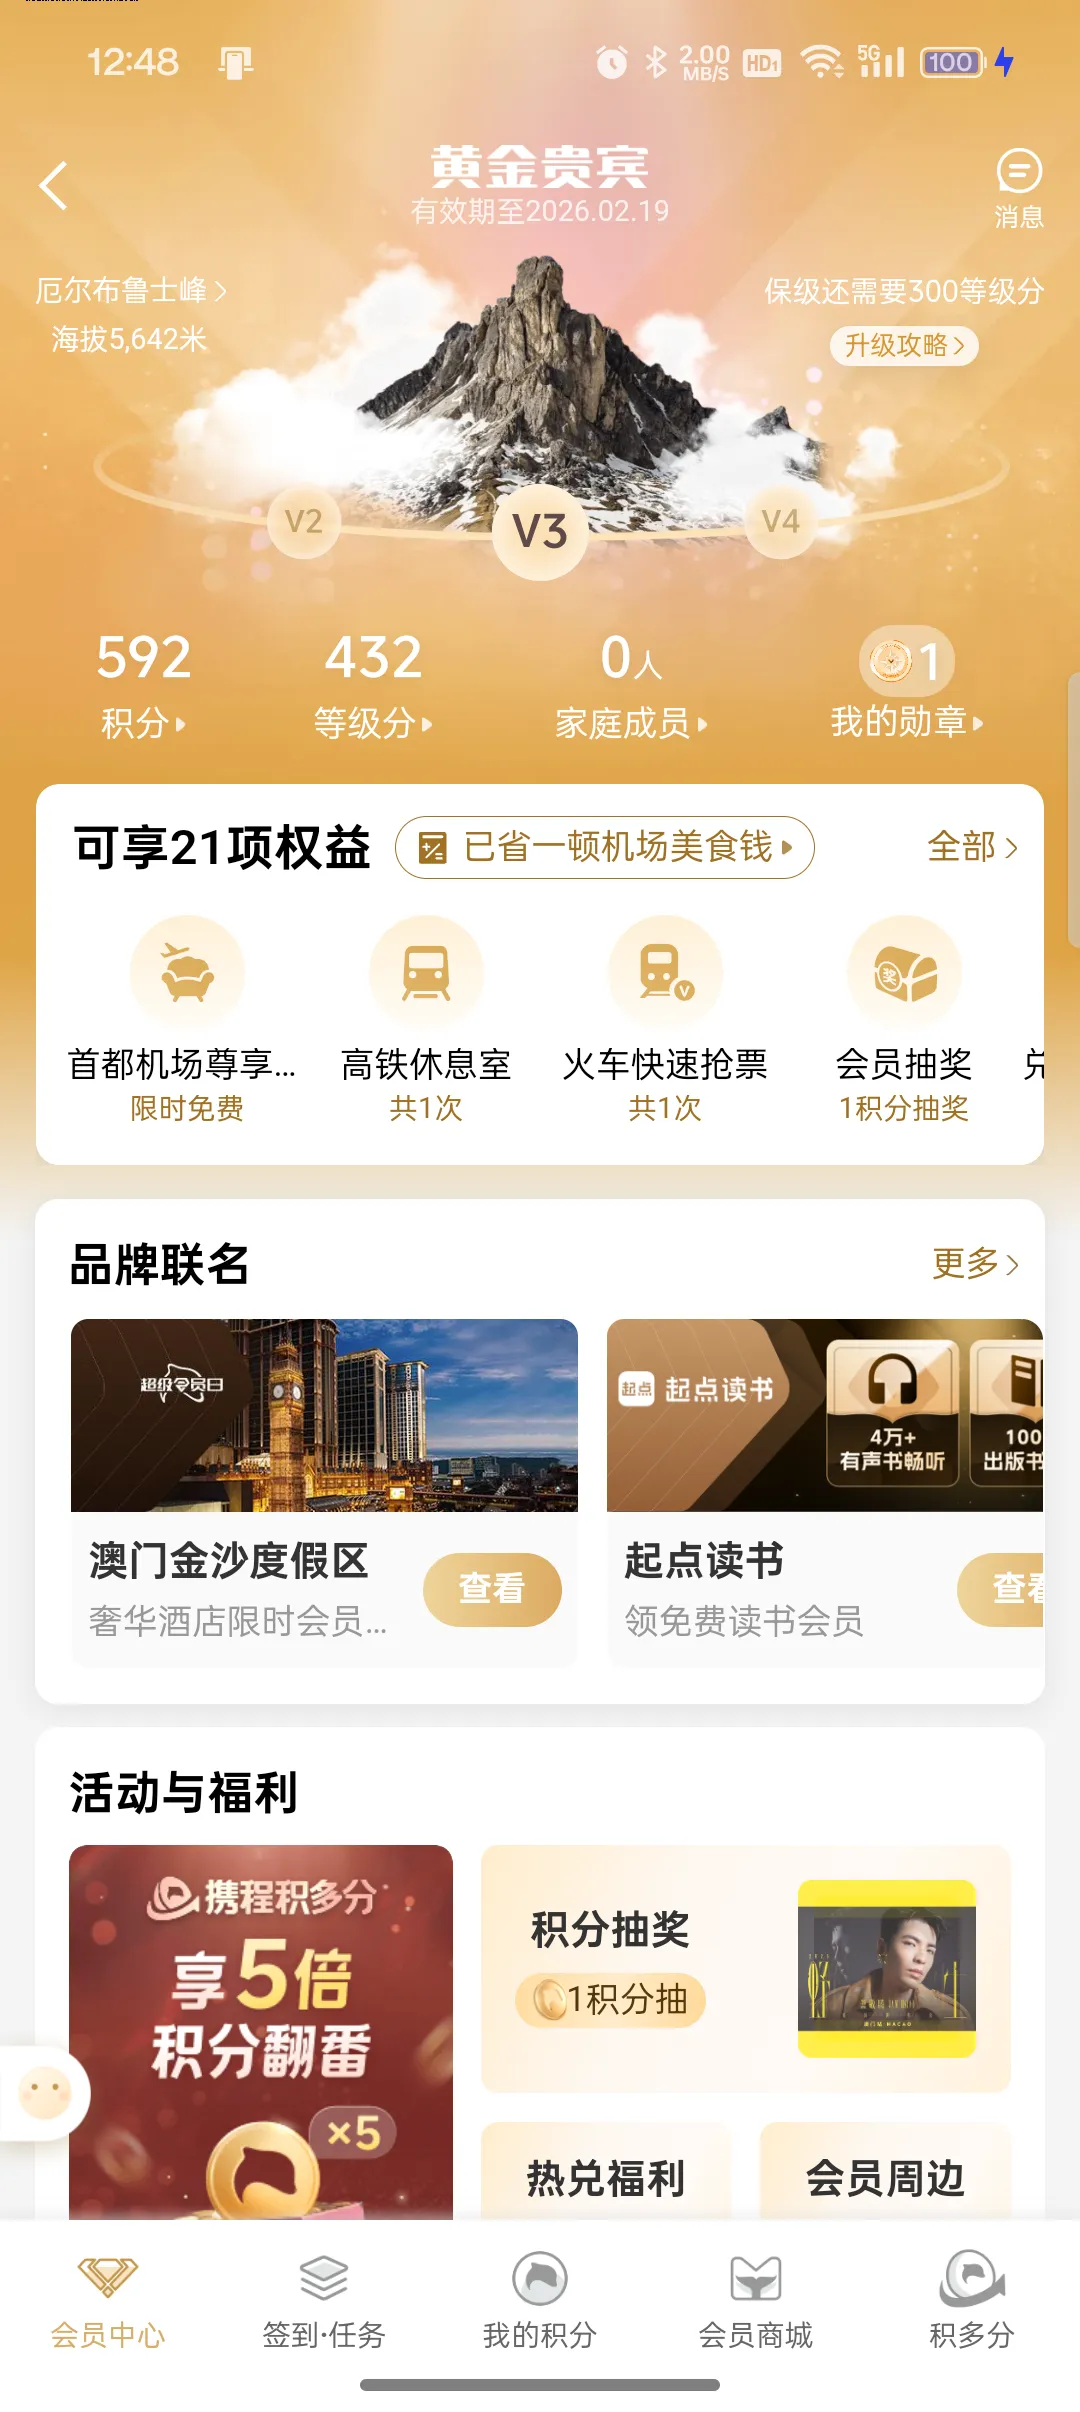 12:48
2.00 MB/S HD1 5G 100
黄金贵宾
有效期至2026.02.19
消息
厄尔布鲁士峰
海拔5,642米
保级还需要300等级分
升级攻略
V2
V3
V4
592
积分
432
等级分
0人
家庭成员
1
我的勋章
可享21项权益
已省一顿机场美食钱
全部
奖
V
首都机场尊享...
限时免费
高铁休息室
共1次
火车快速抢票
共1次
会员抽奖
1积分抽奖
兑
品牌联名
更多
超级会员日
澳门金沙度假区
奢华酒店限时会员...
查看
起点
起点读书
4万+
有声书畅听
100
出版书
起点读书
领免费读书会员
查看
活动与福利
携程积多分
享5倍
积分翻番
×5
积分抽奖
1积分抽
热兑福利
会员周边
会员中心
签到·任务
我的积分
会员商城
积多分